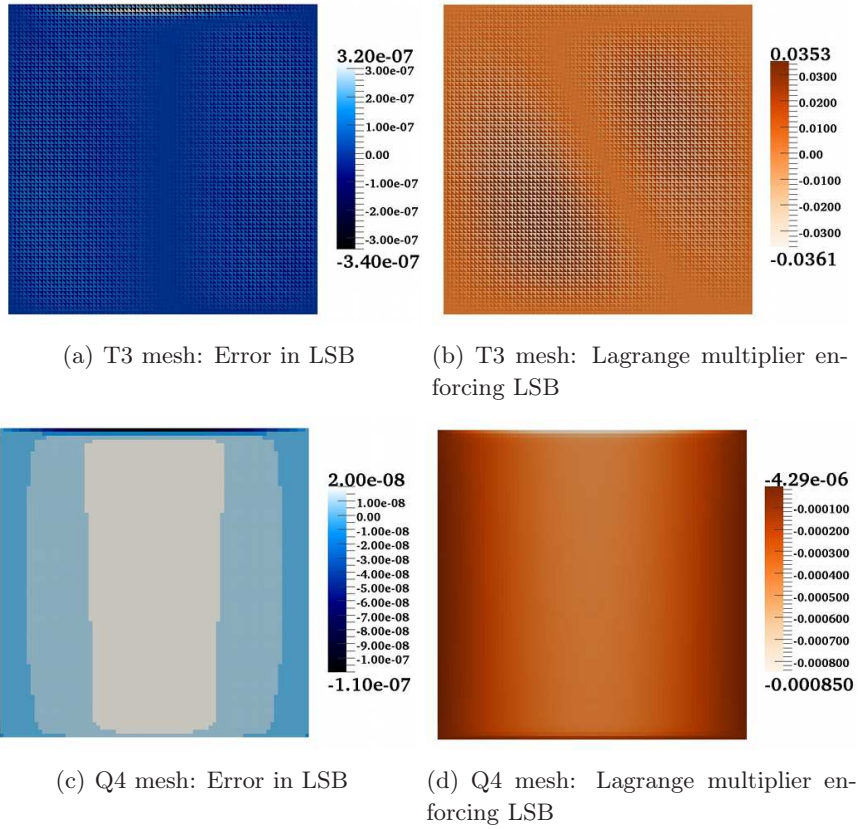 3.20e-07
3.00e-07
2.00e-07
1.00e-07
0.00
-1.00e-07
-2.00e-07
-3.00e-07
-3.40e-07
0.0353
0.0300
0.0200
0.0100
0.00
-0.0100
-0.0200
-0.0300
-0.0361
(a) T3 mesh: Error in LSB
(b) T3 mesh: Lagrange multiplier en-
forcing LSB
2.00e-08
1.00e-08
0.00
-1.00e-08
-2.00e-08
-3.00e-08
-4.00e-08
-5.00e-08
-6.00e-08
-7.00e-08
-8.00e-08
-9.00e-08
-1.00e-07
-1.10e-07
-4.29e-06
-0.000100
-0.000200
-0.000300
-0.000400
-0.000500
-0.000600
-0.000700
-0.000800
-0.000850
(c) Q4 mesh: Error in LSB
(d) Q4 mesh: Lagrange multiplier en-
forcing LSB